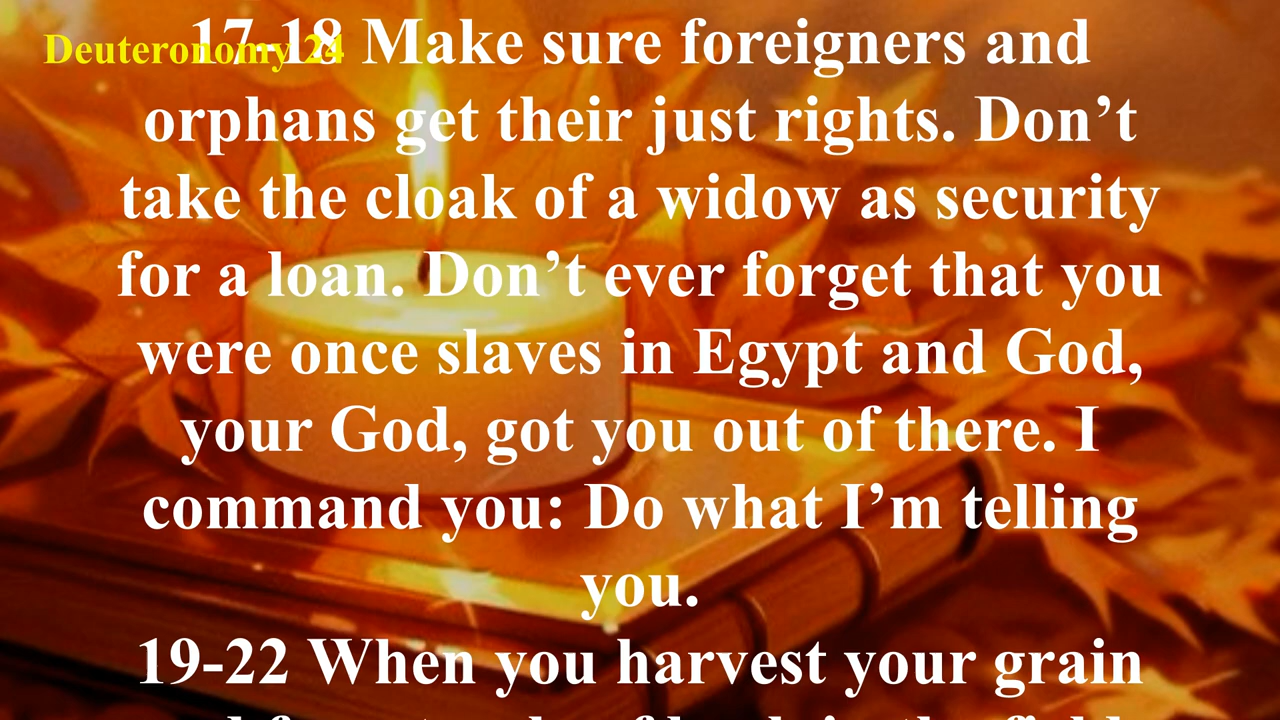 Deuteronomy 24
17-18 Make sure foreigners and
orphans get their just rights. Don’t
take the cloak of a widow as security
for a loan. Don’t ever forget that you
were once slaves in Egypt and God,
your God, got you out of there. I
command you: Do what I’m telling
you.
19-22 When you harvest your grain